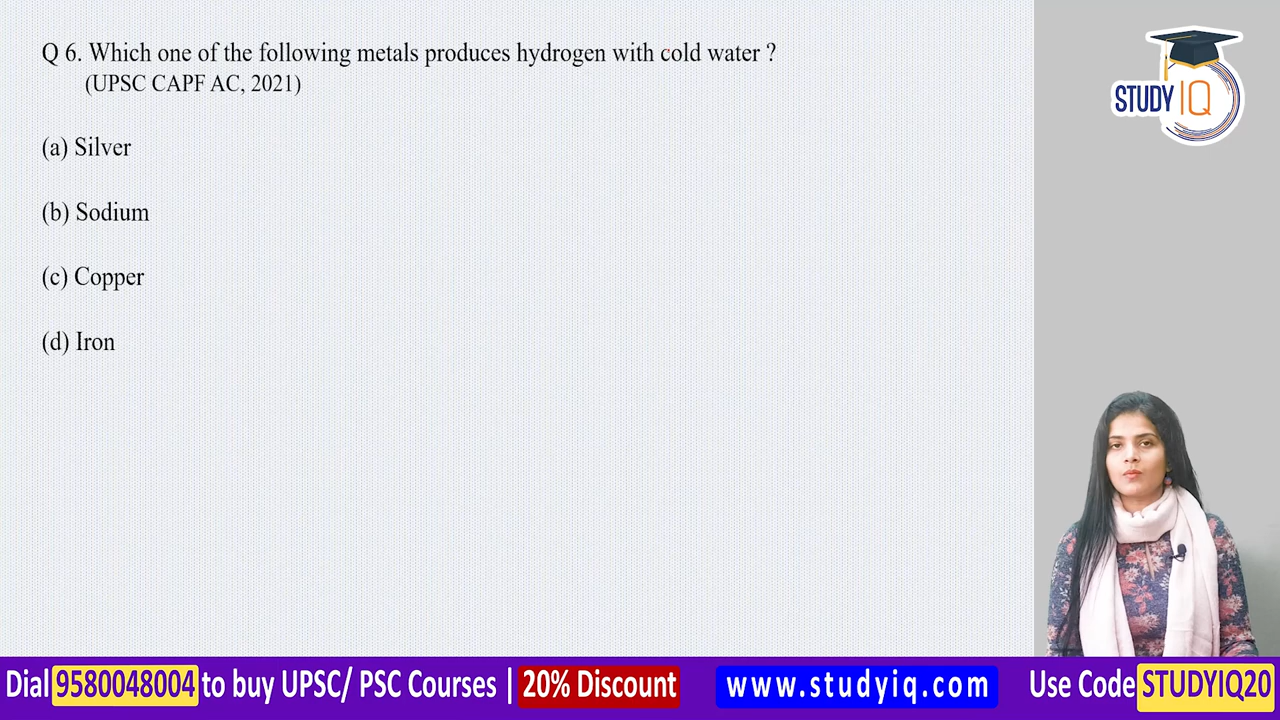 Q 6. Which one of the following metals produces hydrogen with cold water ?
(UPSC CAPF AC, 2021)
(a) Silver
(b) Sodium
(c) Copper
(d) Iron
STUDY IQ
Dial 9580048004 to buy UPSC/ PSC Courses | 20% Discount www.studyiq.com Use Code STUDYIQ20